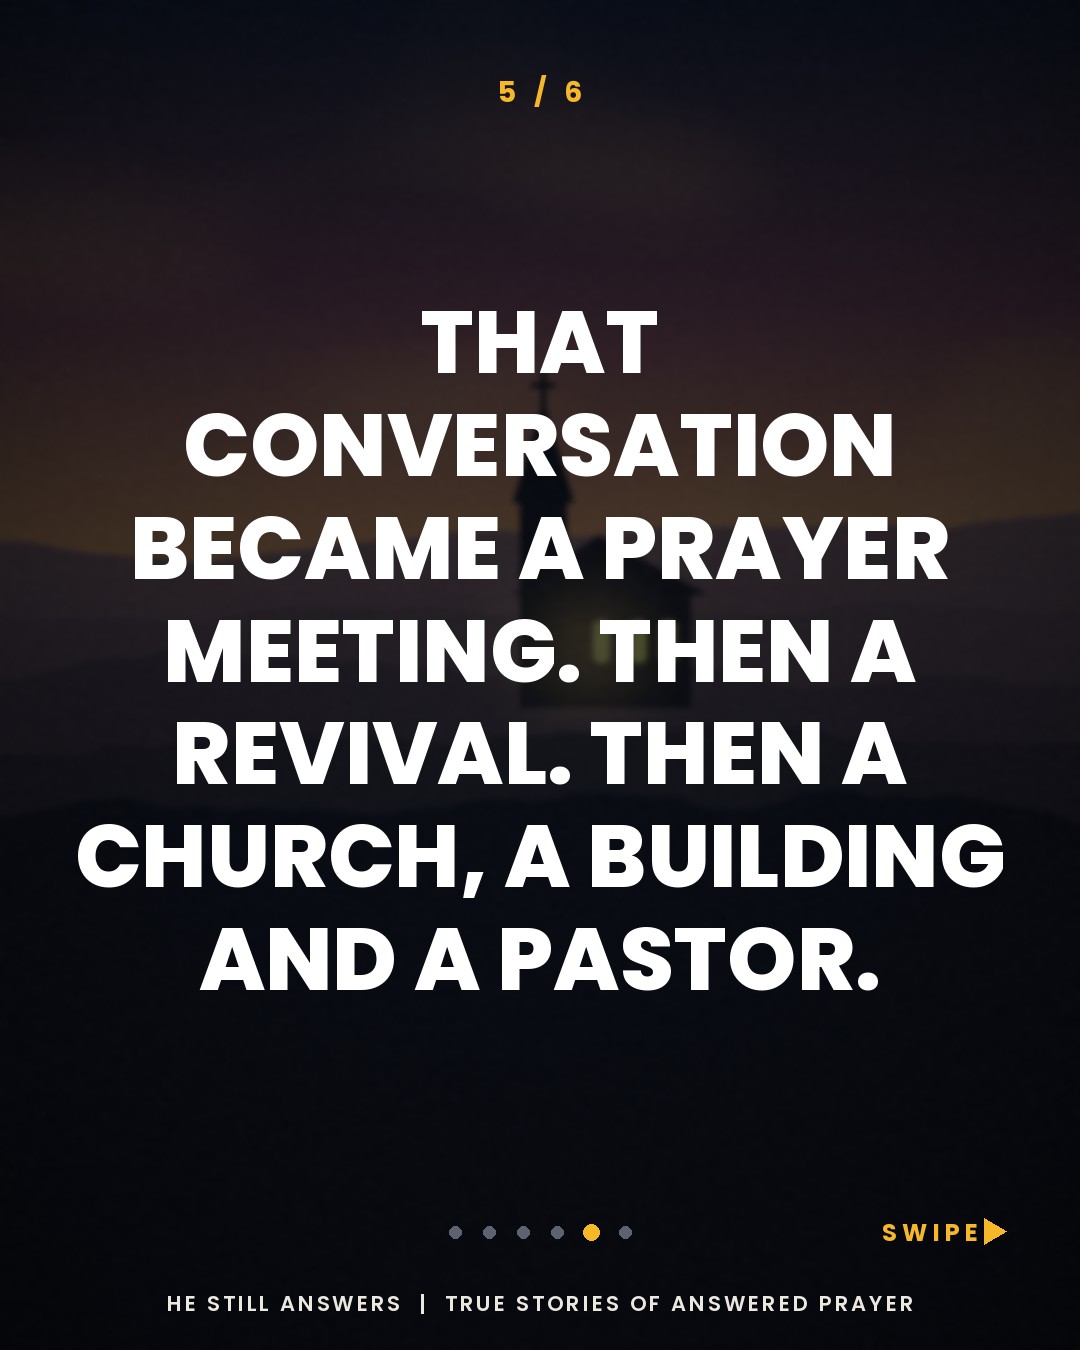 5 / 6
THAT
CONVERSATION
BECAME A PRAYER
MEETING. THEN A
REVIVAL. THEN A
CHURCH, A BUILDING
AND A PASTOR.
SWIPE
HE STILL ANSWERS | TRUE STORIES OF ANSWERED PRAYER